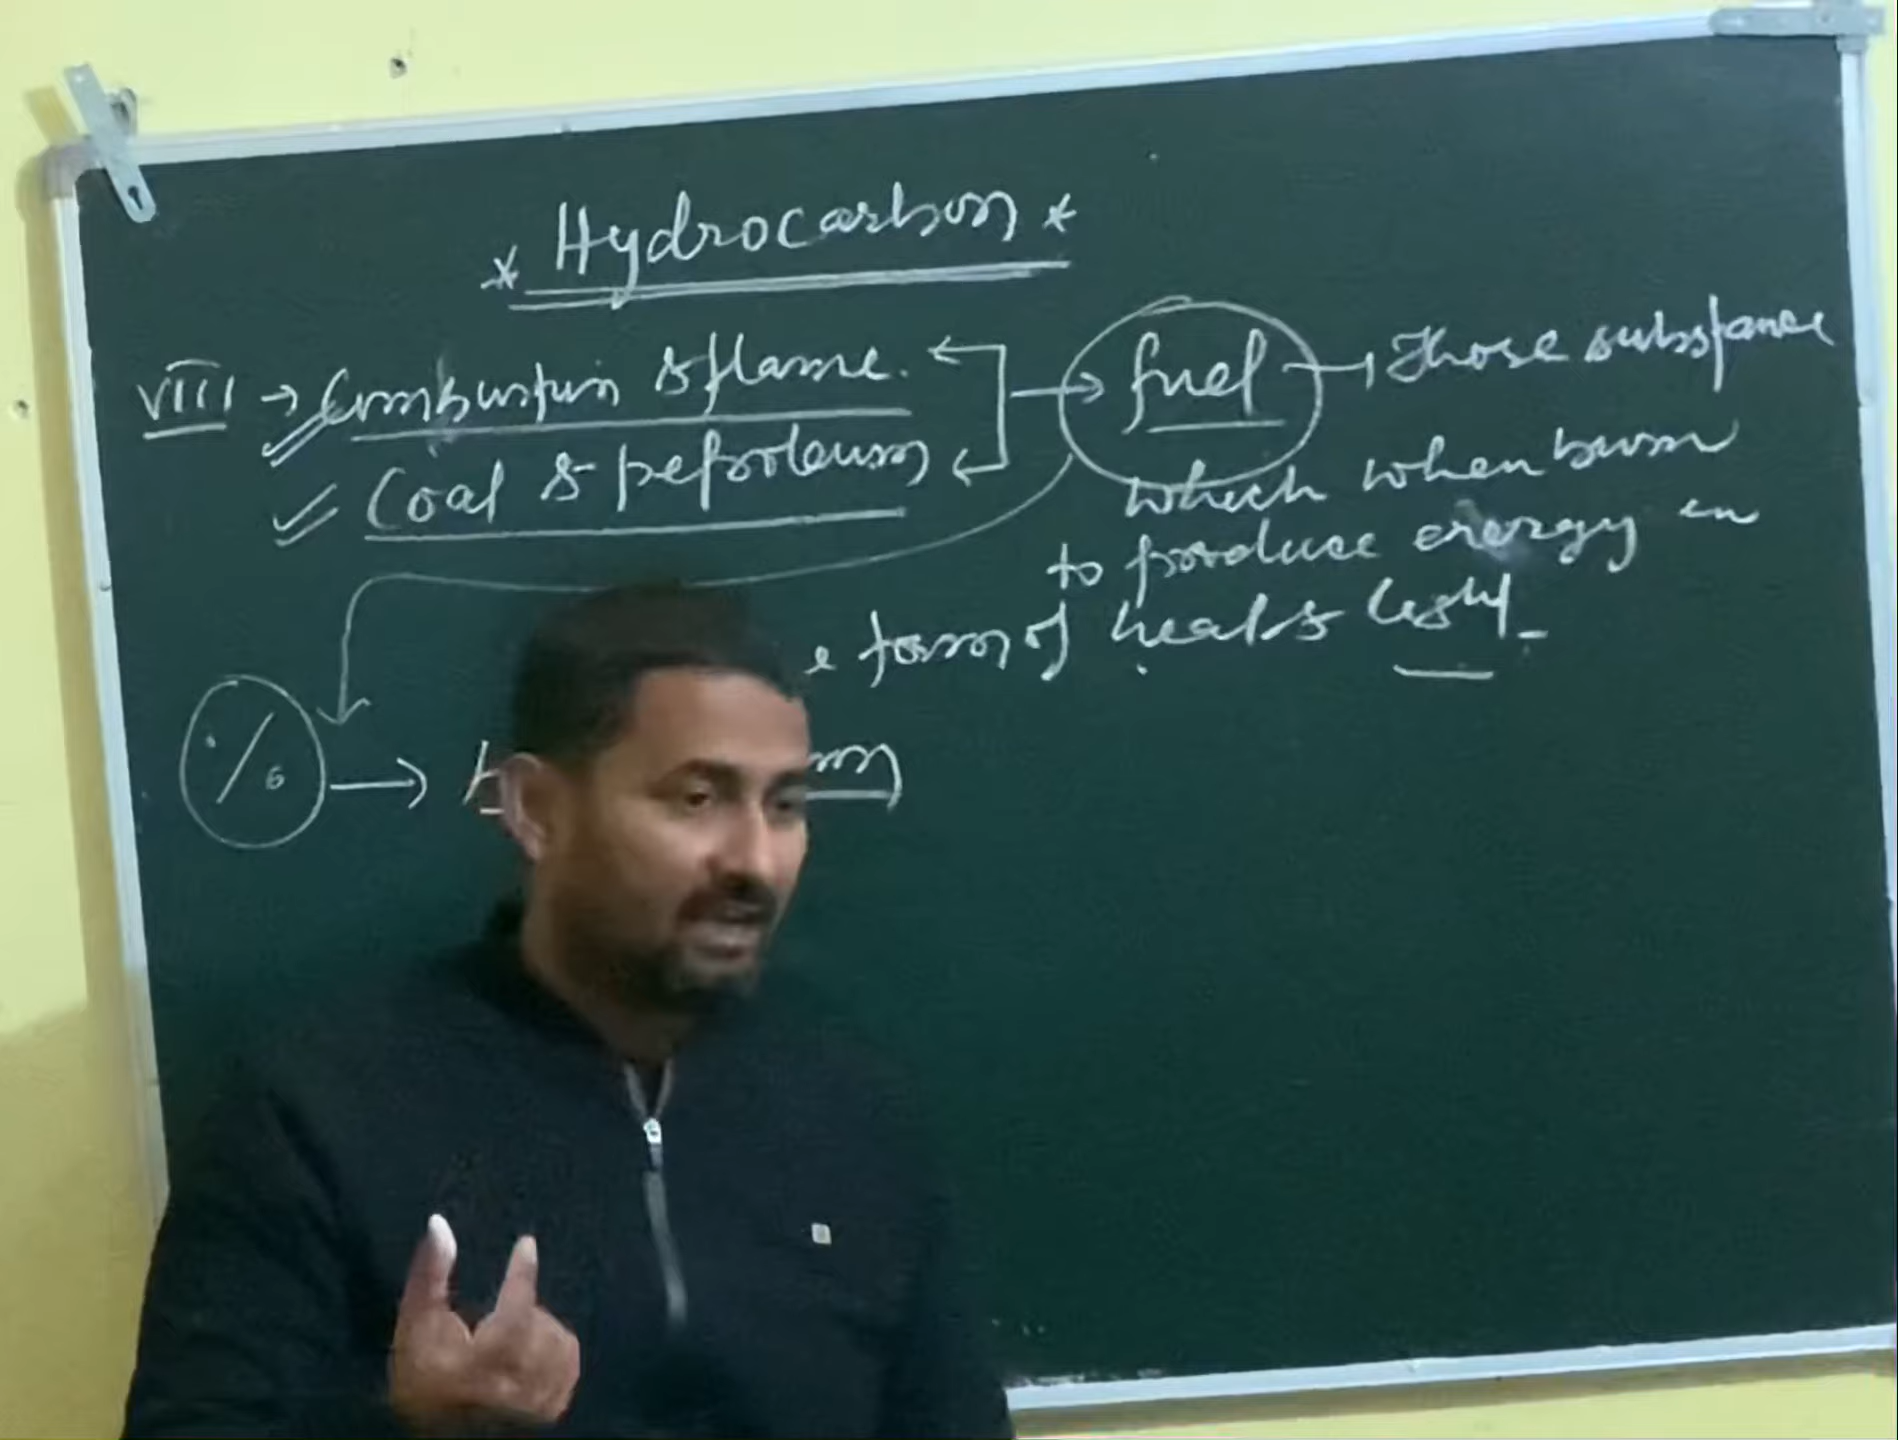 * Hydrocarbon *
VIII → Combustion & flame. → fuel → Those substance
Coal & petroleum
which when burn
to produce energy in
e form of heat & light.
% →